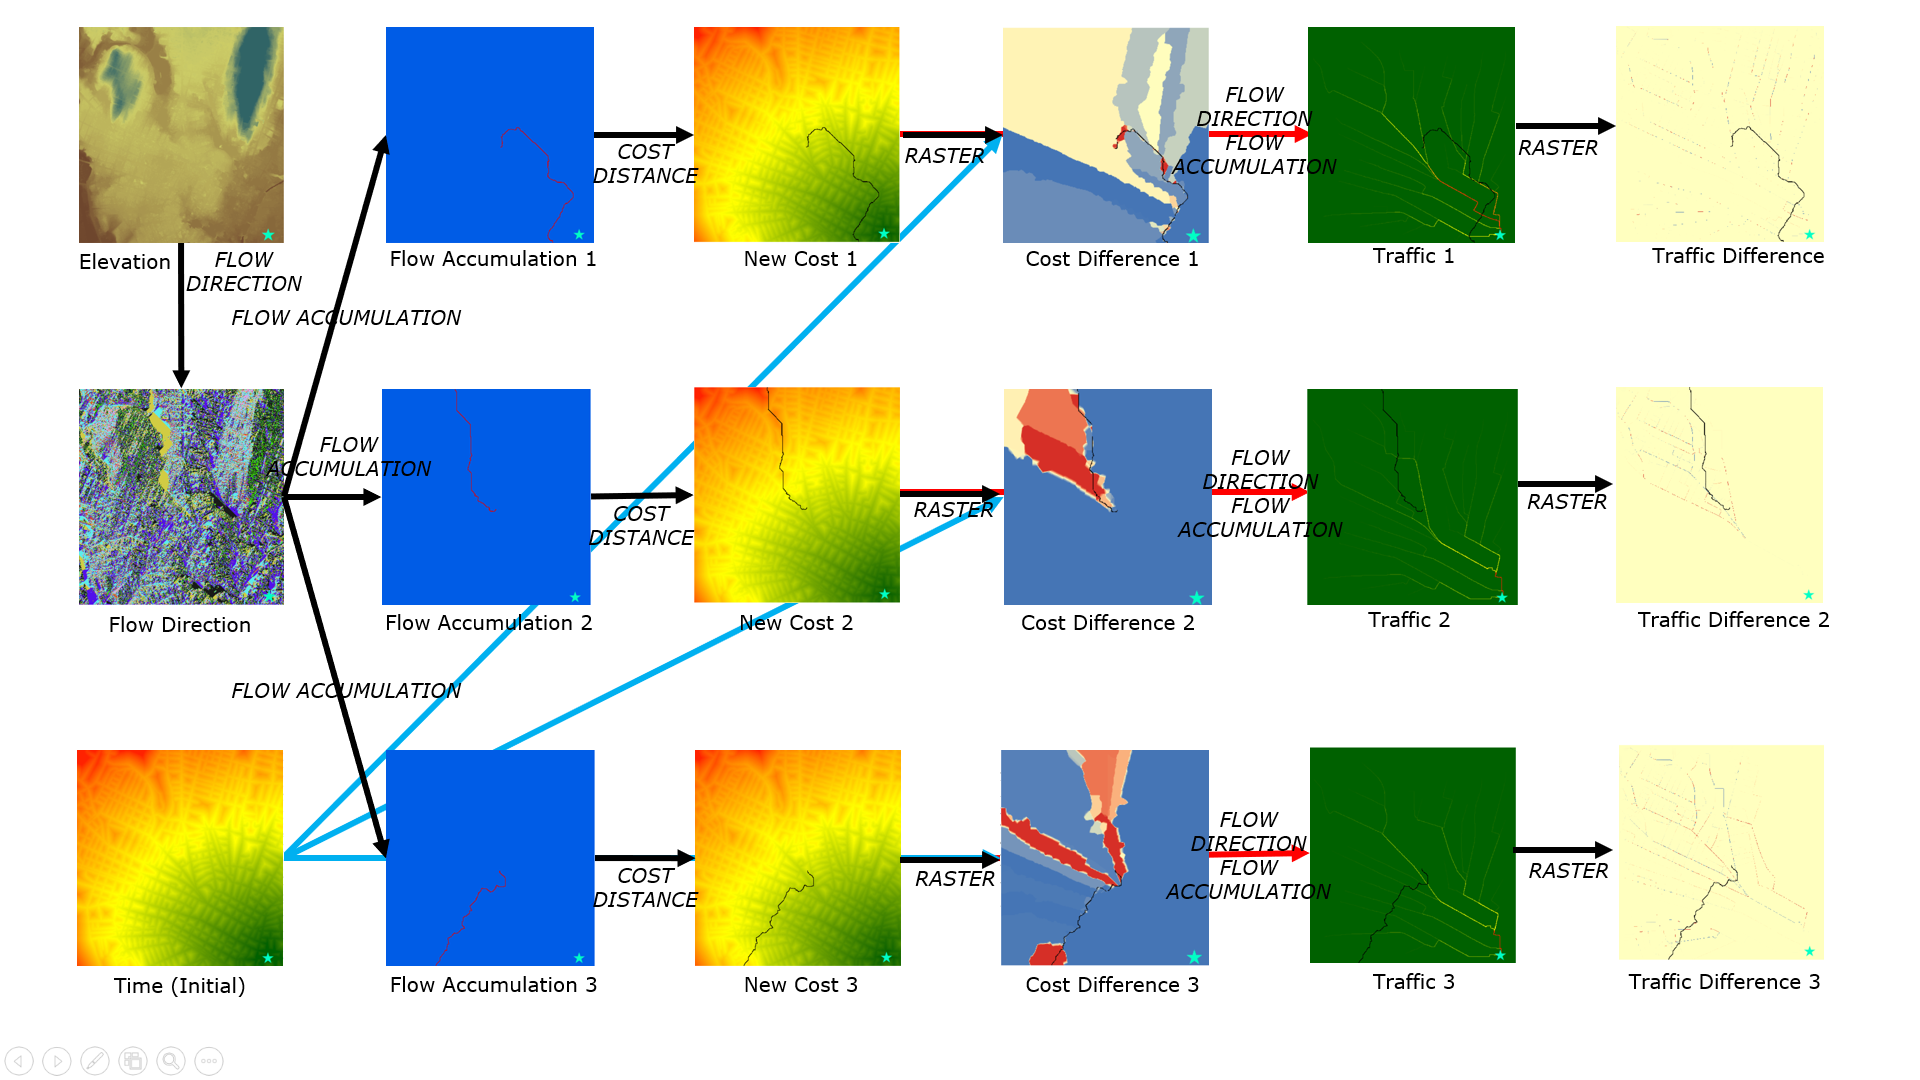 FLOW
DIRECTION
FLOW
ACCUMULATION
COST
DISTANCE
RASTER
RASTER
Elevation
FLOW
DIRECTION
Flow Accumulation 1
New Cost 1
Cost Difference 1
Traffic 1
Traffic Difference
FLOW ACCUMULATION
FLOW
ACCUMULATION
COST
DISTANCE
RASTER
FLOW
DIRECTION
FLOW
ACCUMULATION
RASTER
Flow Direction
Flow Accumulation 2
New Cost 2
Cost Difference 2
Traffic 2
Traffic Difference 2
FLOW ACCUMULATION
COST
DISTANCE
RASTER
FLOW
DIRECTION
FLOW
ACCUMULATION
RASTER
Time (Initial)
Flow Accumulation 3
New Cost 3
Cost Difference 3
Traffic 3
Traffic Difference 3